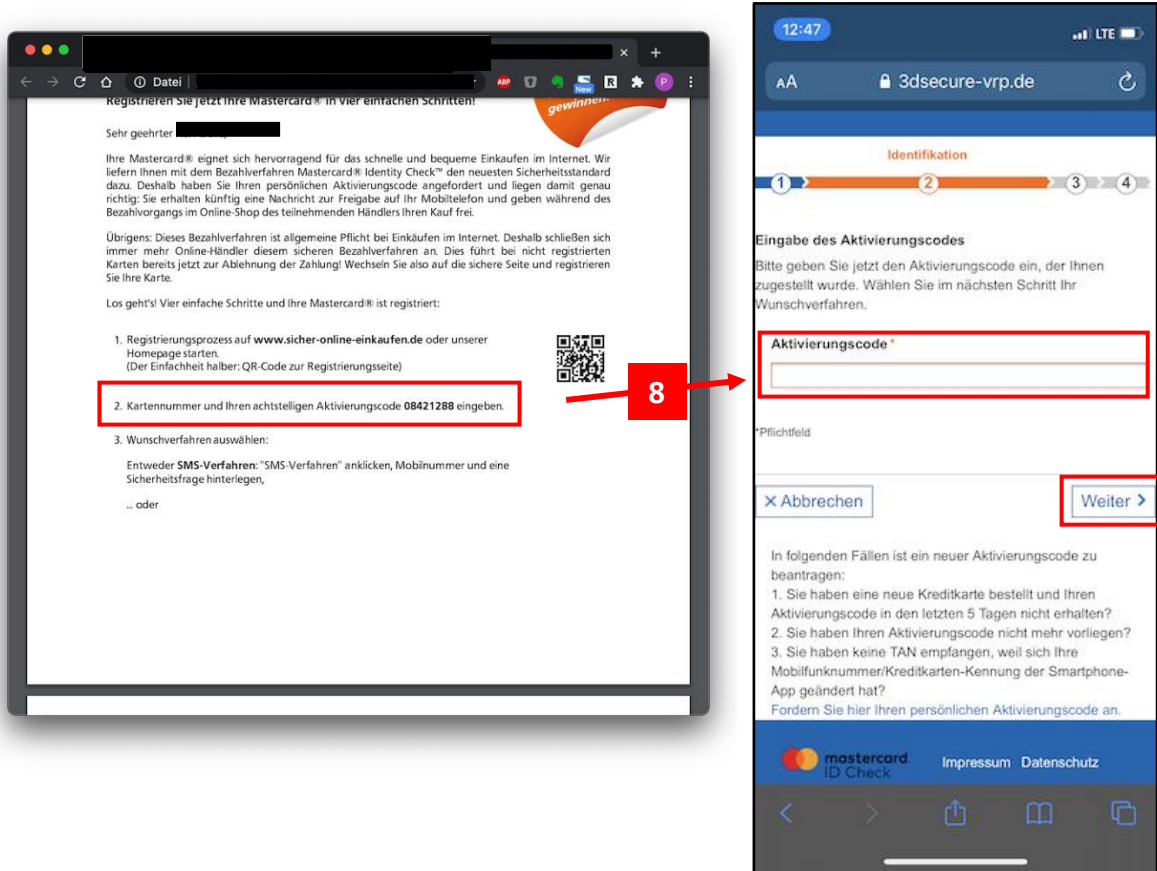 Datei
ABP
New
R
P
Registrieren Sie jetzt Ihre Mastercard® in vier einfachen Schritten!
gewinnen!
Sehr geehrter
Ihre Mastercard® eignet sich hervorragend für das schnelle und bequeme Einkaufen im Internet. Wir
liefern Ihnen mit dem Bezahlverfahren Mastercard® Identity Check™ den neuesten Sicherheitsstandard
dazu. Deshalb haben Sie Ihren persönlichen Aktivierungscode angefordert und liegen damit genau
richtig: Sie erhalten künftig eine Nachricht zur Freigabe auf Ihr Mobiltelefon und geben während des
Bezahlvorgangs im Online-Shop des teilnehmenden Händlers Ihren Kauf frei.
Übrigens: Dieses Bezahlverfahren ist allgemeine Pflicht bei Einkäufen im Internet. Deshalb schließen sich
immer mehr Online-Händler diesem sicheren Bezahlverfahren an. Dies führt bei nicht registrierten
Karten bereits jetzt zur Ablehnung der Zahlung! Wechseln Sie also auf die sichere Seite und registrieren
Sie Ihre Karte.
Los geht's! Vier einfache Schritte und Ihre Mastercard® ist registriert:
1. Registrierungsprozess auf www.sicher-online-einkaufen.de oder unserer
Homepage starten.
(Der Einfachheit halber: QR-Code zur Registrierungsseite)
2. Kartennummer und Ihren achtstelligen Aktivierungscode 08421288 eingeben.
3. Wunschverfahren auswählen:
Entweder SMS-Verfahren: "SMS-Verfahren" anklicken, Mobilnummer und eine
Sicherheitsfrage hinterlegen,
... oder
8
12:47
LTE
AA 3dsecure-vrp.de
Identifikation
1 2 3 4
Eingabe des Aktivierungscodes
Bitte geben Sie jetzt den Aktivierungscode ein, der Ihnen
zugestellt wurde. Wählen Sie im nächsten Schritt Ihr
Wunschverfahren.
Aktivierungscode *
*Pflichtfeld
Abbrechen
Weiter
In folgenden Fällen ist ein neuer Aktivierungscode zu
beantragen:
1. Sie haben eine neue Kreditkarte bestellt und Ihren
Aktivierungscode in den letzten 5 Tagen nicht erhalten?
2. Sie haben Ihren Aktivierungscode nicht mehr vorliegen?
3. Sie haben keine TAN empfangen, weil sich Ihre
Mobilfunknummer/Kreditkarten-Kennung der Smartphone-
App geändert hat?
Fordern Sie hier Ihren persönlichen Aktivierungscode an.
mastercard
ID Check
Impressum Datenschutz